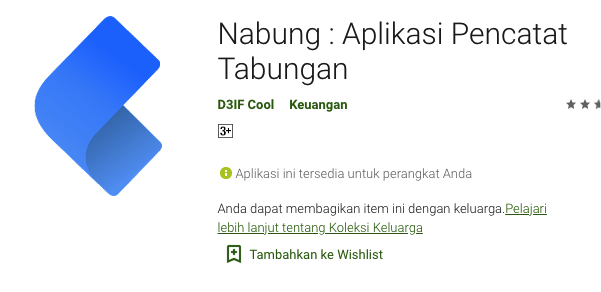 Nabung : Aplikasi Pencatat
Tabungan
D3IF Cool Keuangan
3+
Aplikasi ini tersedia untuk perangkat Anda
Anda dapat membagikan item ini dengan keluarga.Pelajari
lebih lanjut tentang Koleksi Keluarga
Tambahkan ke Wishlist